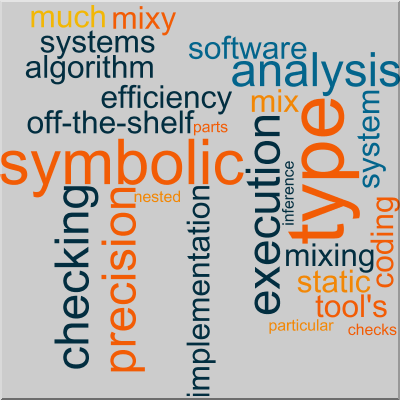 much mixy
systems
software
algorithm
analysis
efficiency
mix
off-the-shelf
parts
system
symbolic
type
execution
inference
checking
precision
nested
implementation
coding
mixing
static
tool's
particular
checks